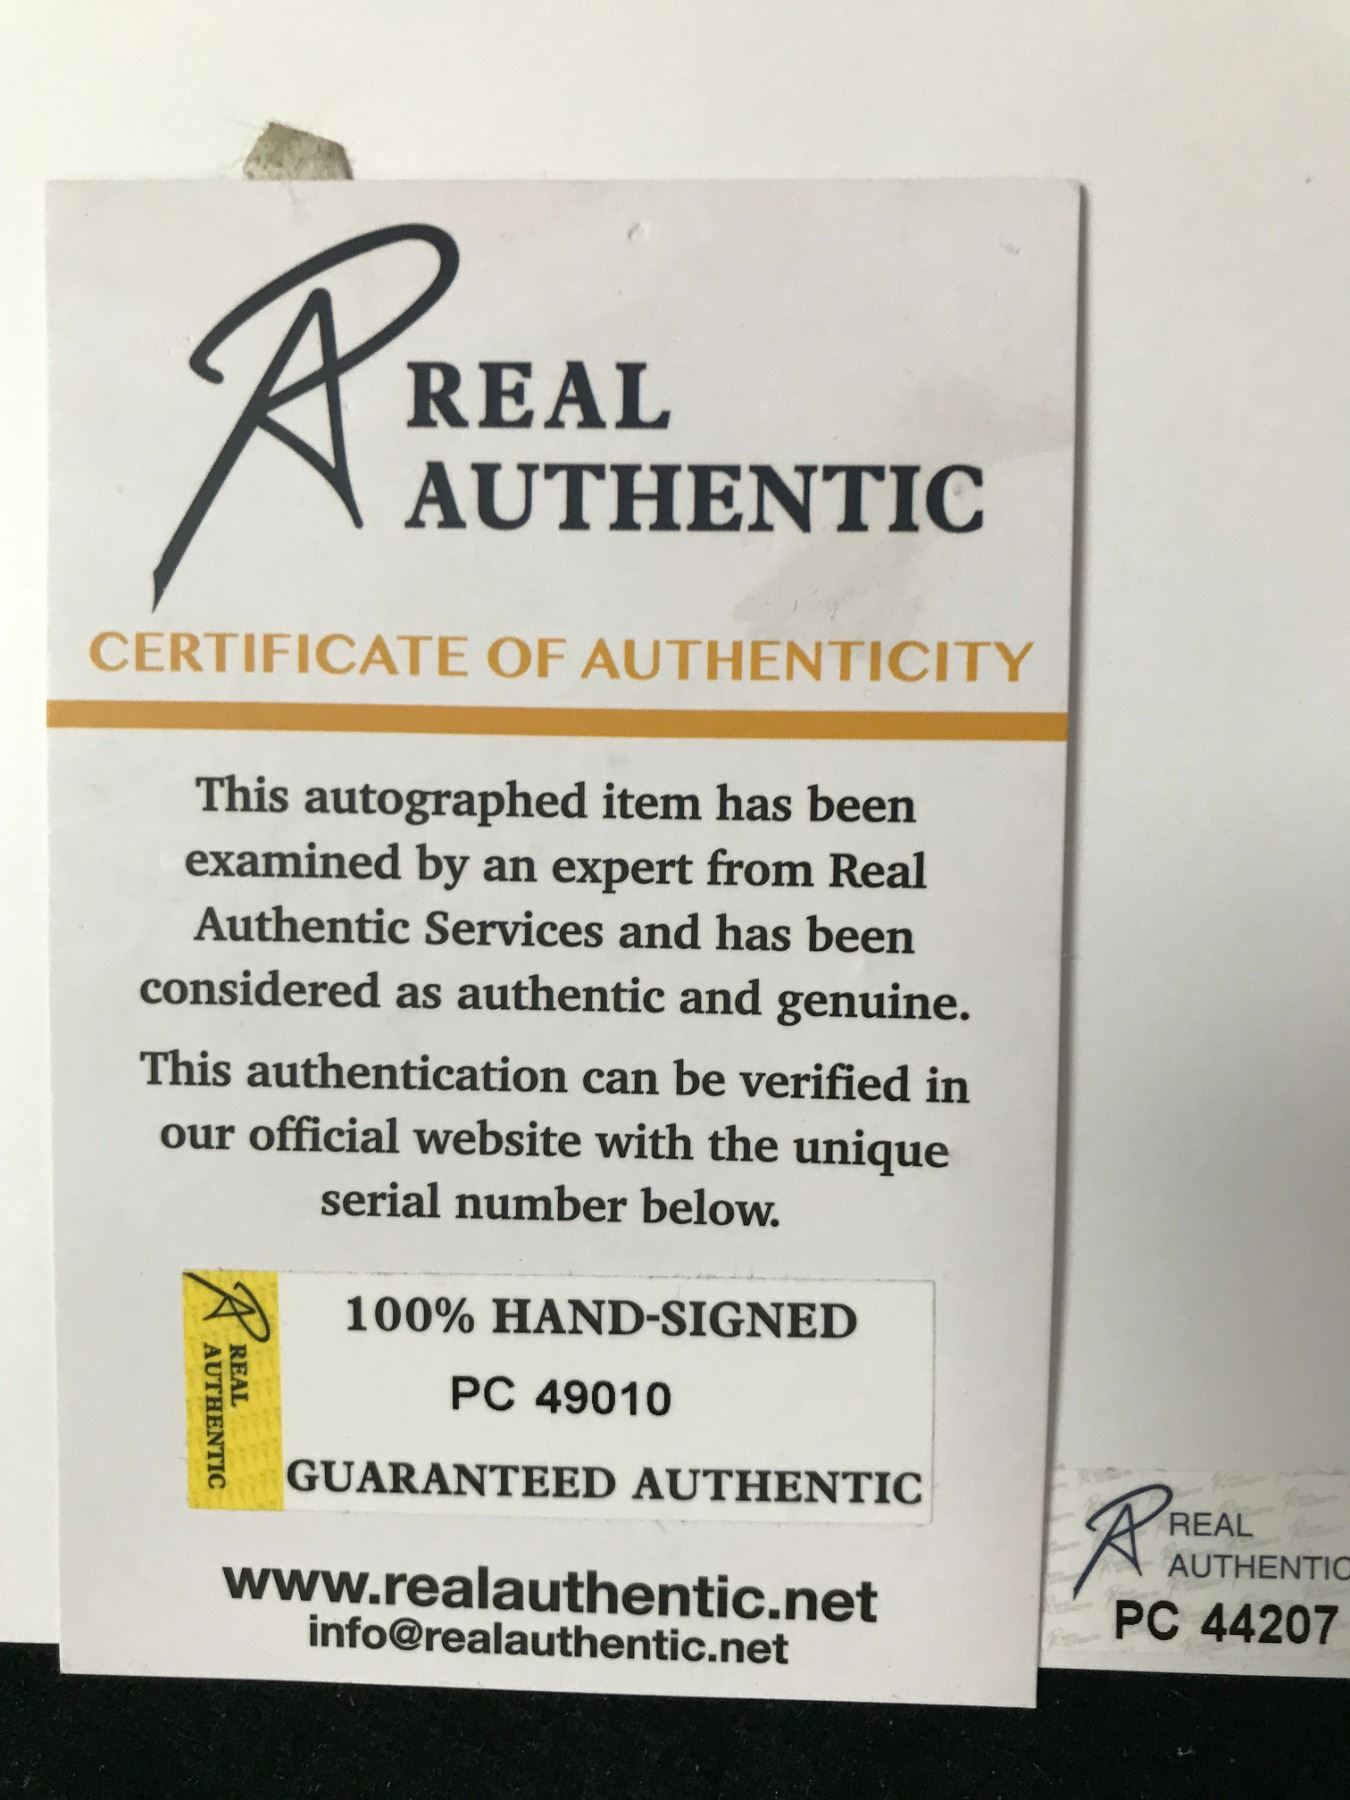 REAL
AUTHENTIC
CERTIFICATE OF AUTHENTICITY
This autographed item has been
examined by an expert from Real
Authentic Services and has been
considered as authentic and genuine.
This authentication can be verified in
our official website with the unique
serial number below.
REAL
AUTHENTIC
100% HAND-SIGNED
PC 49010
GUARANTEED AUTHENTIC
www.realauthentic.net
info@realauthentic.net
REAL
AUTHENTIC
PC 44207